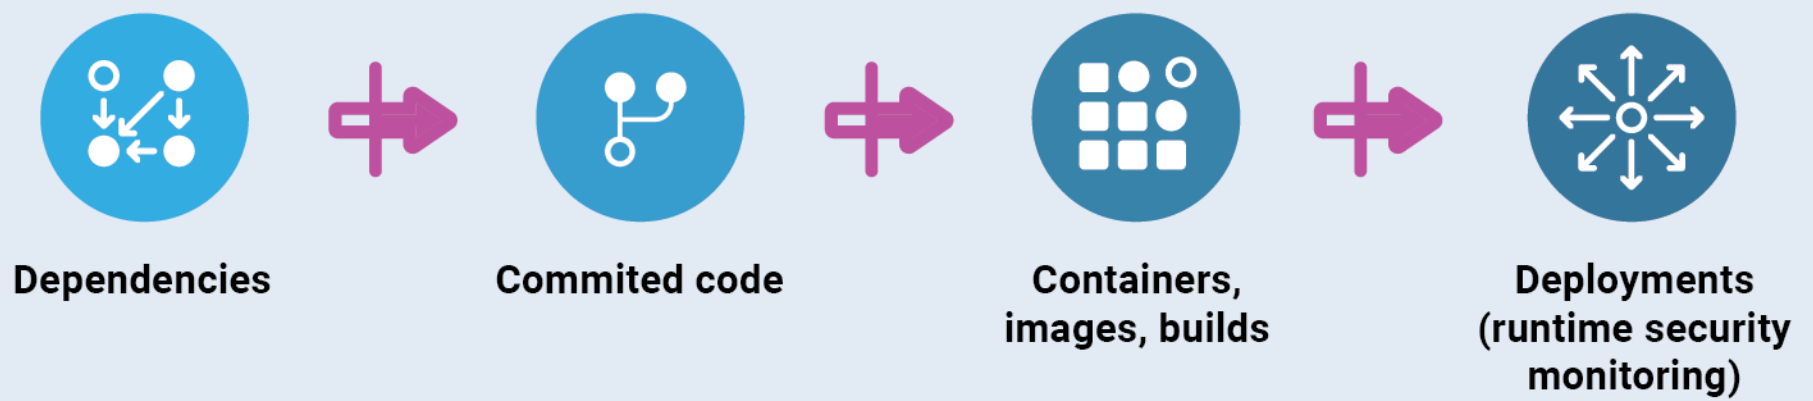 Dependencies
Commited code
Containers,
images, builds
Deployments
(runtime security
monitoring)